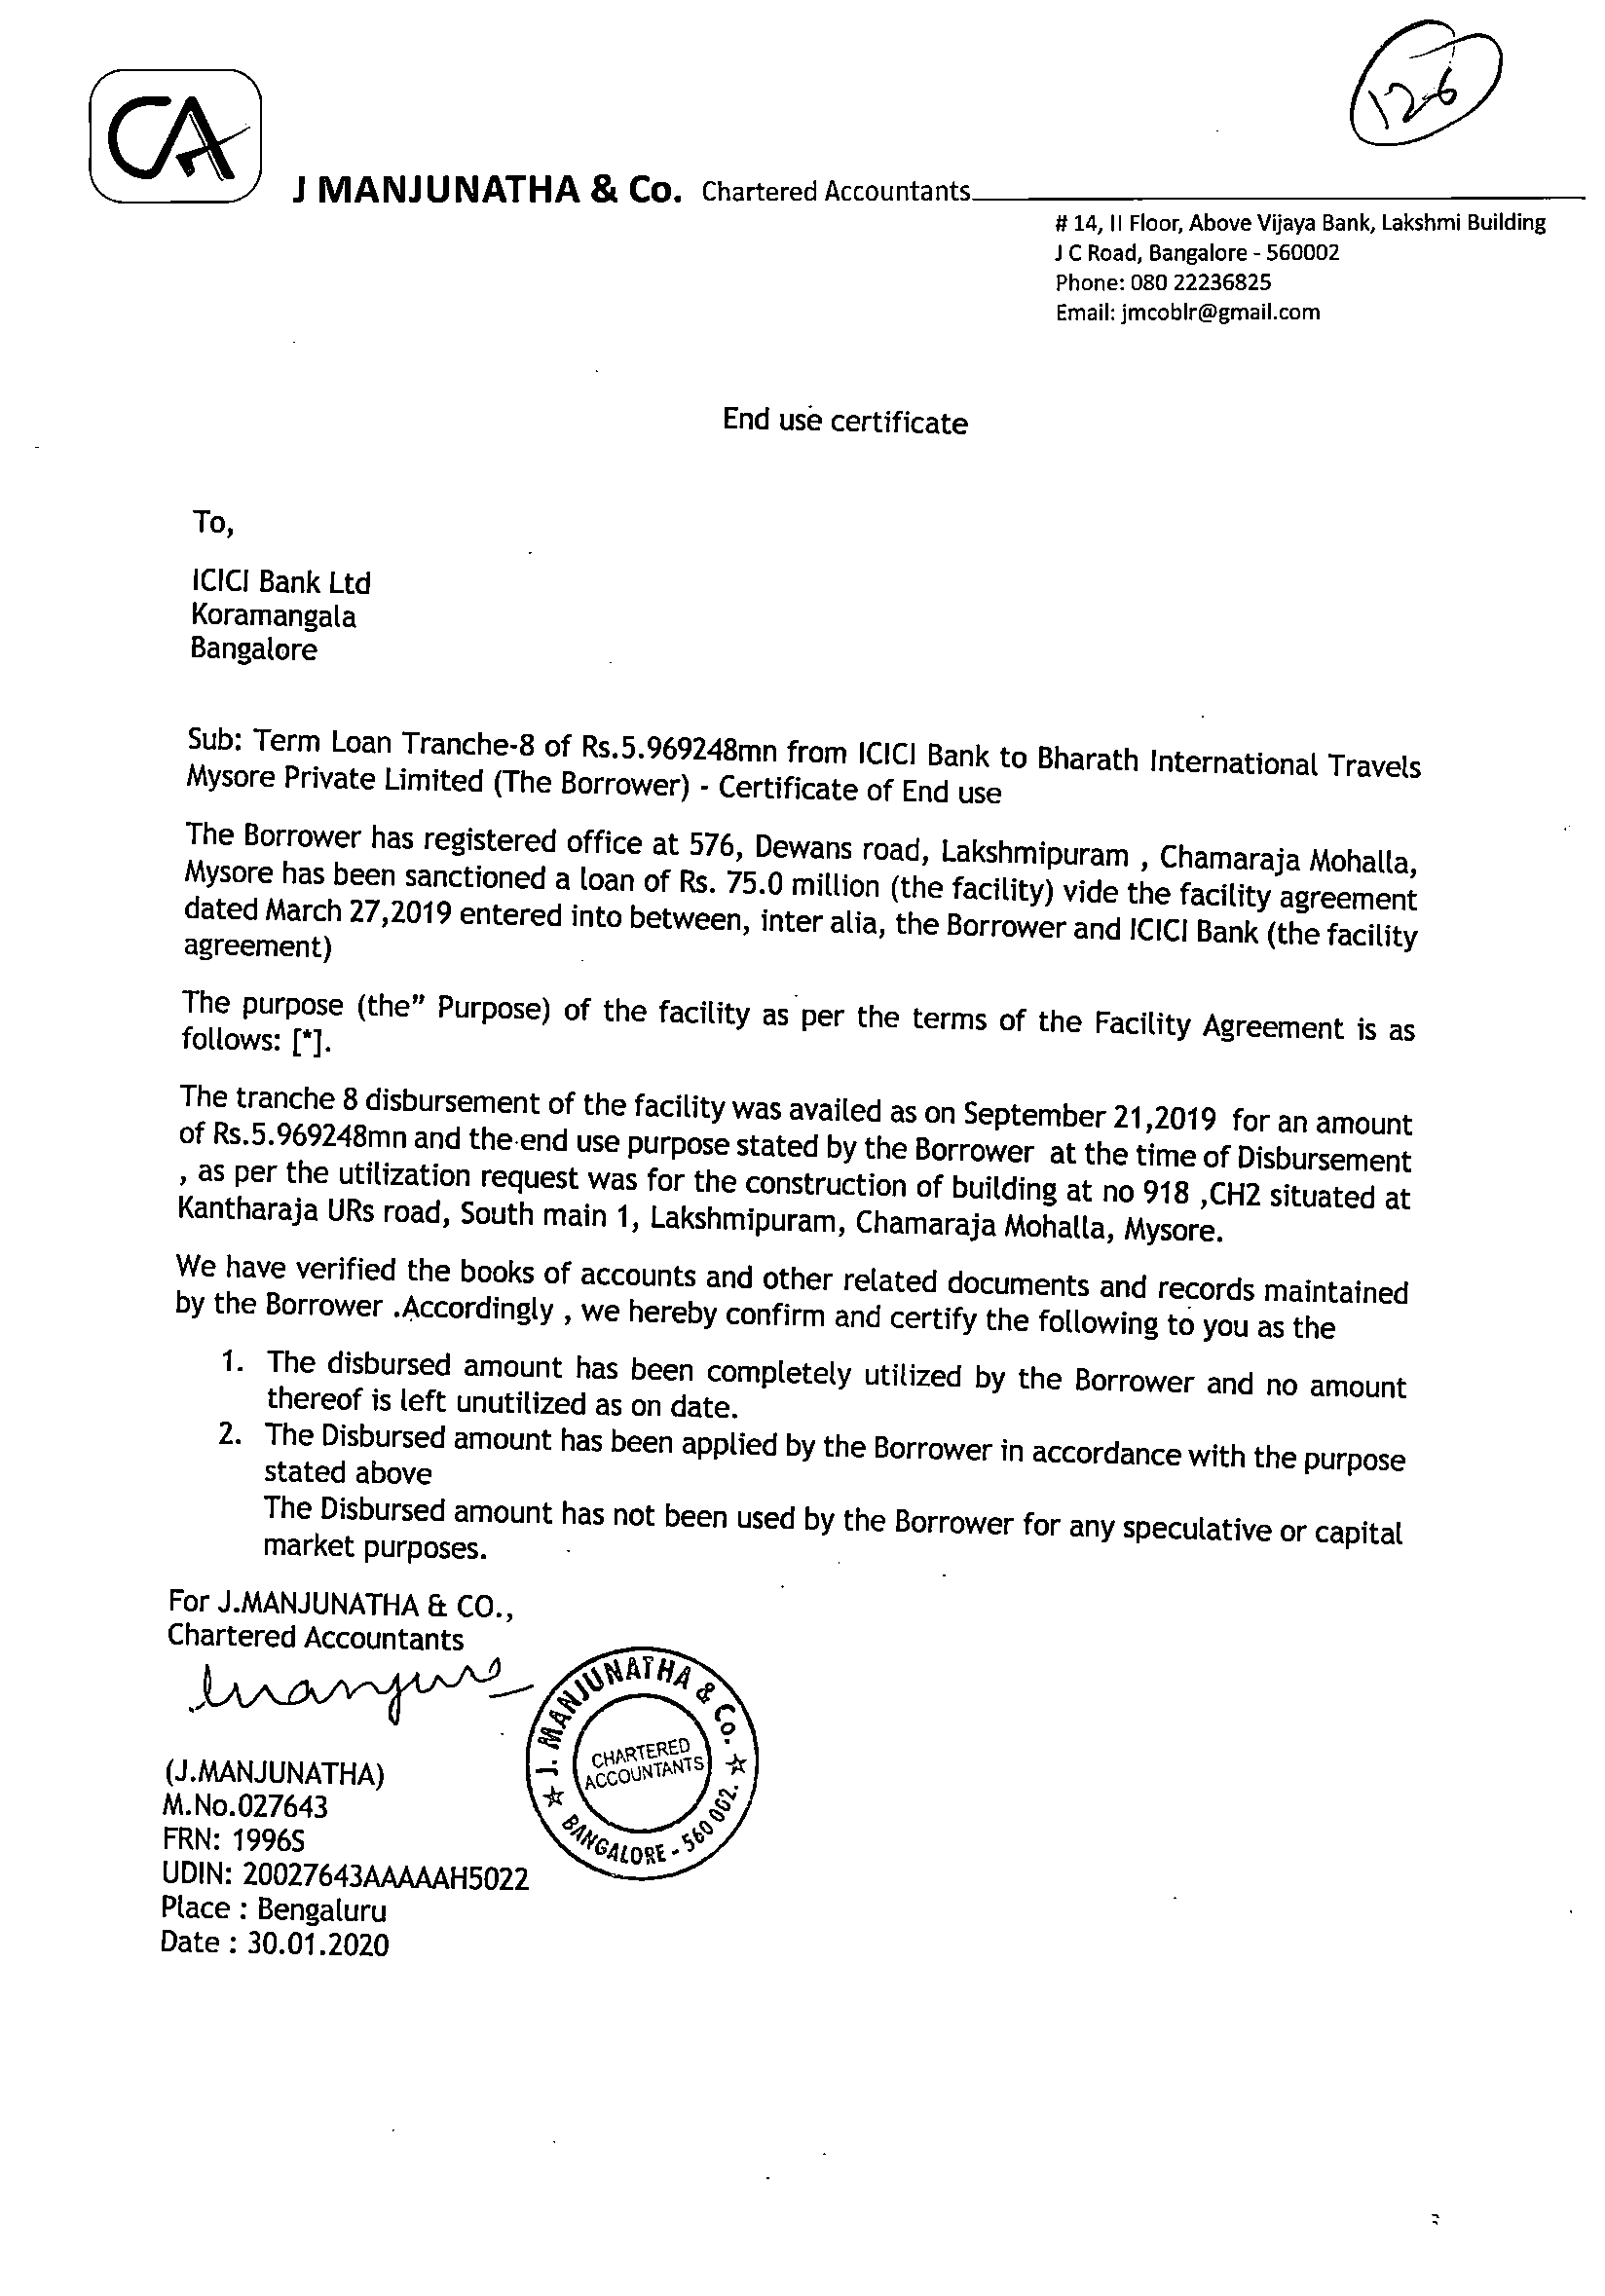 126
CA
J MANJUNATHA & Co. Chartered Accountants
# 14, II Floor, Above Vijaya Bank, Lakshmi Building
J C Road, Bangalore - 560002
Phone: 080 22236825
Email: jmcoblr@gmail.com
End use certificate
To,
ICICI Bank Ltd
Koramangala
Bangalore
Sub: Term Loan Tranche-8 of Rs.5.969248mn from ICICI Bank to Bharath International Travels
Mysore Private Limited (The Borrower) - Certificate of End use
The Borrower has registered office at 576, Dewans road, Lakshmipuram , Chamaraja Mohalla,
Mysore has been sanctioned a loan of Rs. 75.0 million (the facility) vide the facility agreement
dated March 27,2019 entered into between, inter alia, the Borrower and ICICI Bank (the facility
agreement)
The purpose (the” Purpose) of the facility as per the terms of the Facility Agreement is as
follows: [*].
The tranche 8 disbursement of the facility was availed as on September 21,2019 for an amount
of Rs.5.969248mn and the end use purpose stated by the Borrower at the time of Disbursement
, as per the utilization request was for the construction of building at no 918 ,CH2 situated at
Kantharaja URs road, South main 1, Lakshmipuram, Chamaraja Mohalla, Mysore.
We have verified the books of accounts and other related documents and records maintained
by the Borrower .Accordingly , we hereby confirm and certify the following to you as the
1. The disbursed amount has been completely utilized by the Borrower and no amount
thereof is left unutilized as on date.
2. The Disbursed amount has been applied by the Borrower in accordance with the purpose
stated above
The Disbursed amount has not been used by the Borrower for any speculative or capital
market purposes.
For J.MANJUNATHA & CO.,
Chartered Accountants
J. MANJUNATHA & Co.
CHARTERED
ACCOUNTANTS
BANGALORE - 560 002.
(J.MANJUNATHA)
M.No.027643
FRN: 1996S
UDIN: 20027643AAAAAH5022
Place : Bengaluru
Date : 30.01.2020